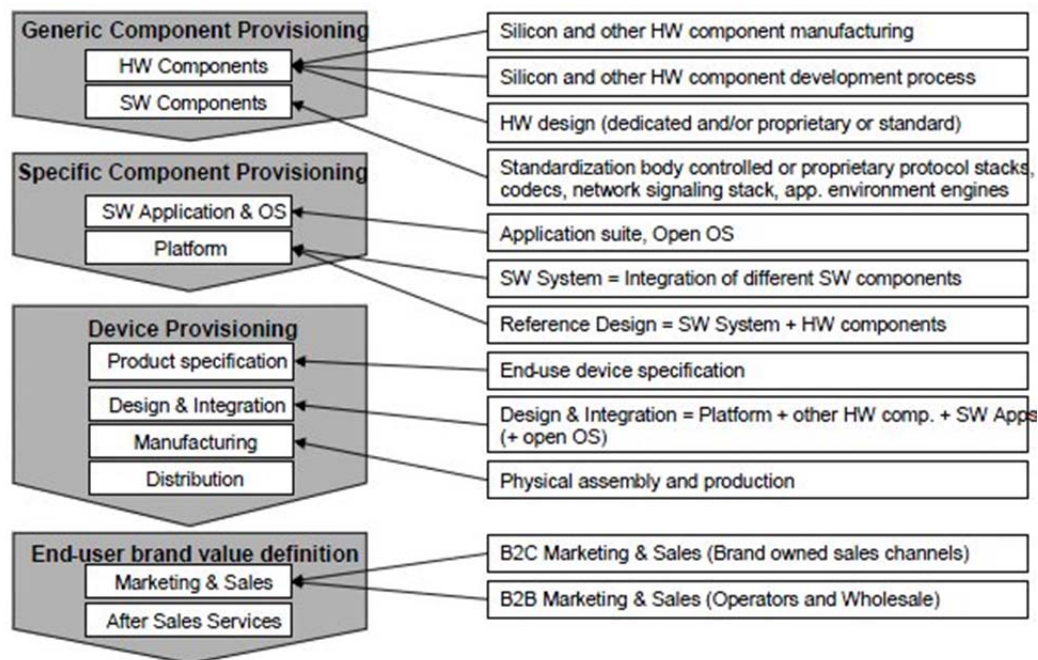 Generic Component Provisioning
HW Components
SW Components
Specific Component Provisioning
SW Application & OS
Platform
Device Provisioning
Product specification
Design & Integration
Manufacturing
Distribution
End-user brand value definition
Marketing & Sales
After Sales Services
Silicon and other HW component manufacturing
Silicon and other HW component development process
HW design (dedicated and/or proprietary or standard)
Standardization body controlled or proprietary protocol stacks,
codecs, network signaling stack, app. environment engines
Application suite, Open OS
SW System = Integration of different SW components
Reference Design = SW System + HW components
End-use device specification
Design & Integration = Platform + other HW comp. + SW Apps
(+ open OS)
Physical assembly and production
B2C Marketing & Sales (Brand owned sales channels)
B2B Marketing & Sales (Operators and Wholesale)